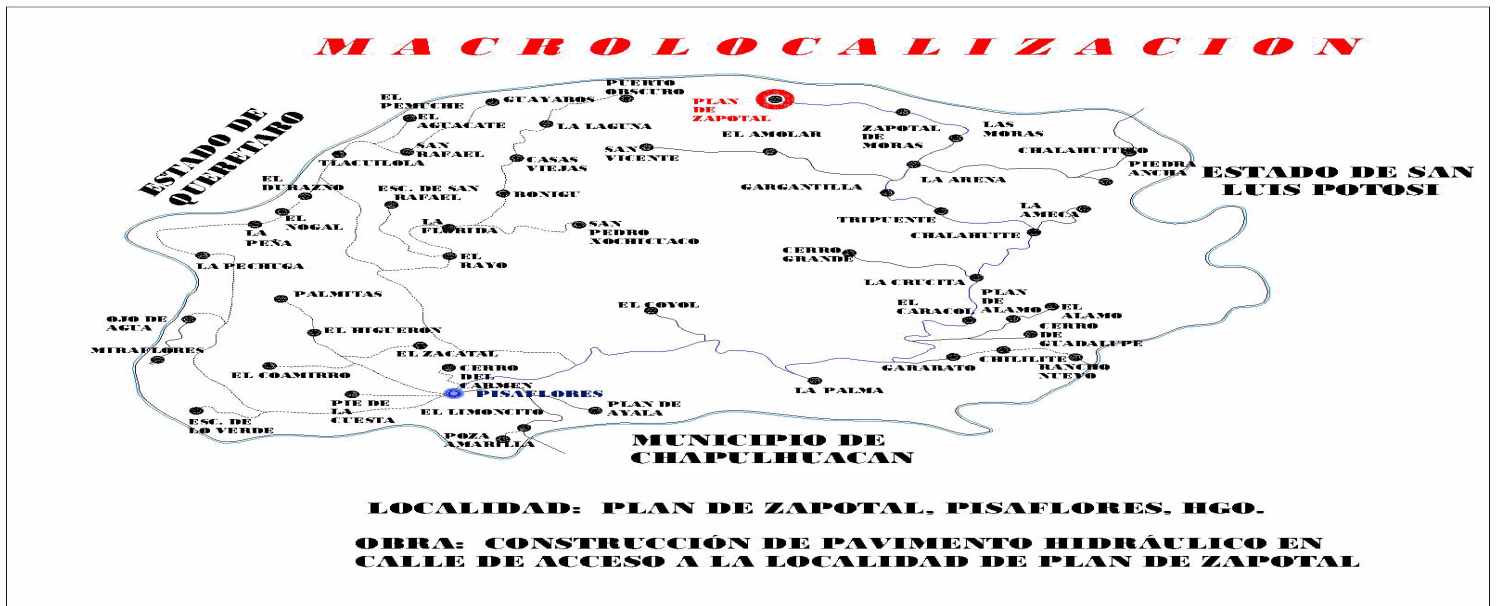 MACROLOCALIZACION
PUERTO
OBSCURO
EL
PEMUCHE
GUAYAROS
PLAN
DE
ZAPOTAL
EL
AGUACATE
LA LAGUNA
ZAPOTAL
DE
MORAS
LAS
MORAS
EL AMOLAR
ESTADO DE
QUERETARO
SAN
RAFAEL
TLACUILOLA
CASAS
VIEJAS
SAN
VICENTE
CHALAHUITICO
PIEDRA
ANCHA
ESTADO DE SAN
LUIS POTOSI
EL
DURAZNO
ESC. DE SAN
RAFAEL
BONIGU
GARGANTILLA
LA ARENA
EL
NOGAL
LA
PEÑA
LA
FLORIDA
SAN
PEDRO
XOCHICUACO
TRIPUENTE
LA
AMECA
CHALAHUITE
LA PECHUGA
EL
RAYO
CERRO
GRANDE
LA CRUCITA
PALMITAS
EL COYOL
EL
CARACOL
PLAN
DE
ALAMO
EL
ALAMO
OJO DE
AGUA
EL HIGUERON
CERRO
DE
GUADALUPE
MIRAFLORES
EL ZACATAL
CHILILITE
GARABATO
RANCHO
NUEVO
EL COAMIRRO
CERRO
DEL
CARMEN
LA PALMA
PISAFLORES
PIE DE
LA
CUESTA
EL LIMONCITO
PLAN DE
AYALA
ESC. DE
LO VERDE
POZA
AMARILLA
MUNICIPIO DE
CHAPULHUACAN
LOCALIDAD: PLAN DE ZAPOTAL, PISAFLORES, HGO.
OBRA: CONSTRUCCIÓN DE PAVIMENTO HIDRÁULICO EN
CALLE DE ACCESO A LA LOCALIDAD DE PLAN DE ZAPOTAL